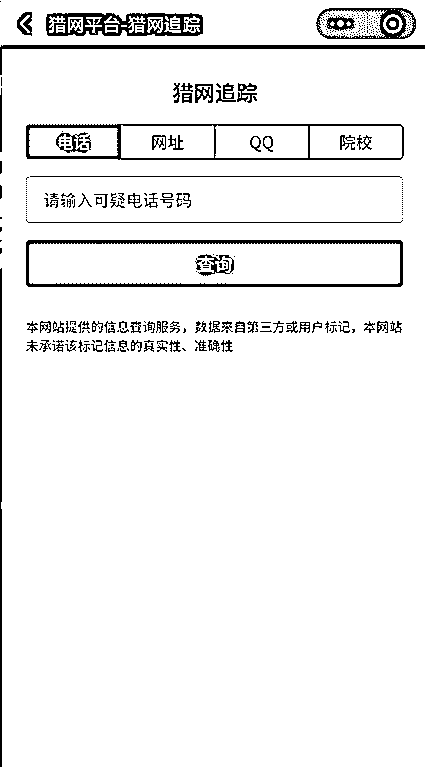 猎网平台-猎网追踪
猎网追踪
电话 网址 QQ 院校
请输入可疑电话号码
查询
本网站提供的信息查询服务，数据来自第三方或用户标记，本网站
未承诺该标记信息的真实性、准确性